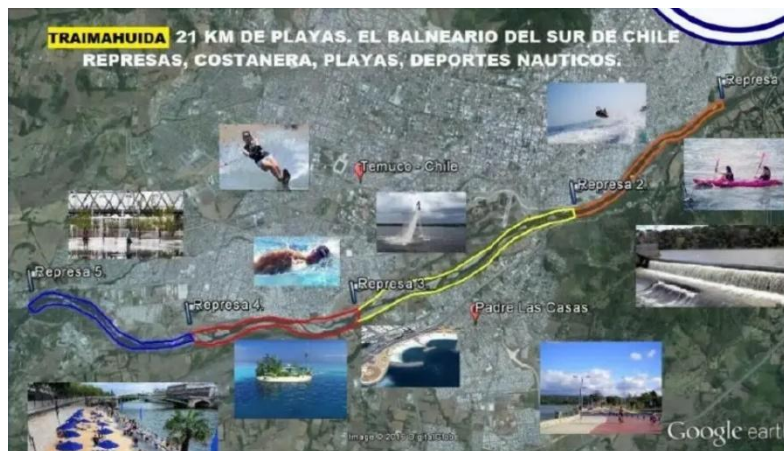 TRAIMAHUIDA 21 KM DE PLAYAS. EL BALNEARIO DEL SUR DE CHILE
REPRESAS, COSTANERA, PLAYAS, DEPORTES NAUTICOS.
Represa
Temuco - Chile
Represa 2.
Represa 5.
Represa 3.
Represa 4.
Padre Las Casas
Image ©
Google earth